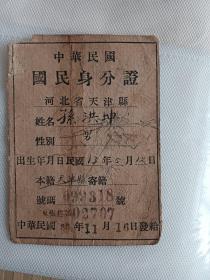 中華民國
國民身分證
河北省天津縣
姓名 孫洪坤
性別 男
出生年月日民國 年 月 日
本籍天津縣寄籍
號碼 099318 號
02707
中華民國 年11月1 日發給